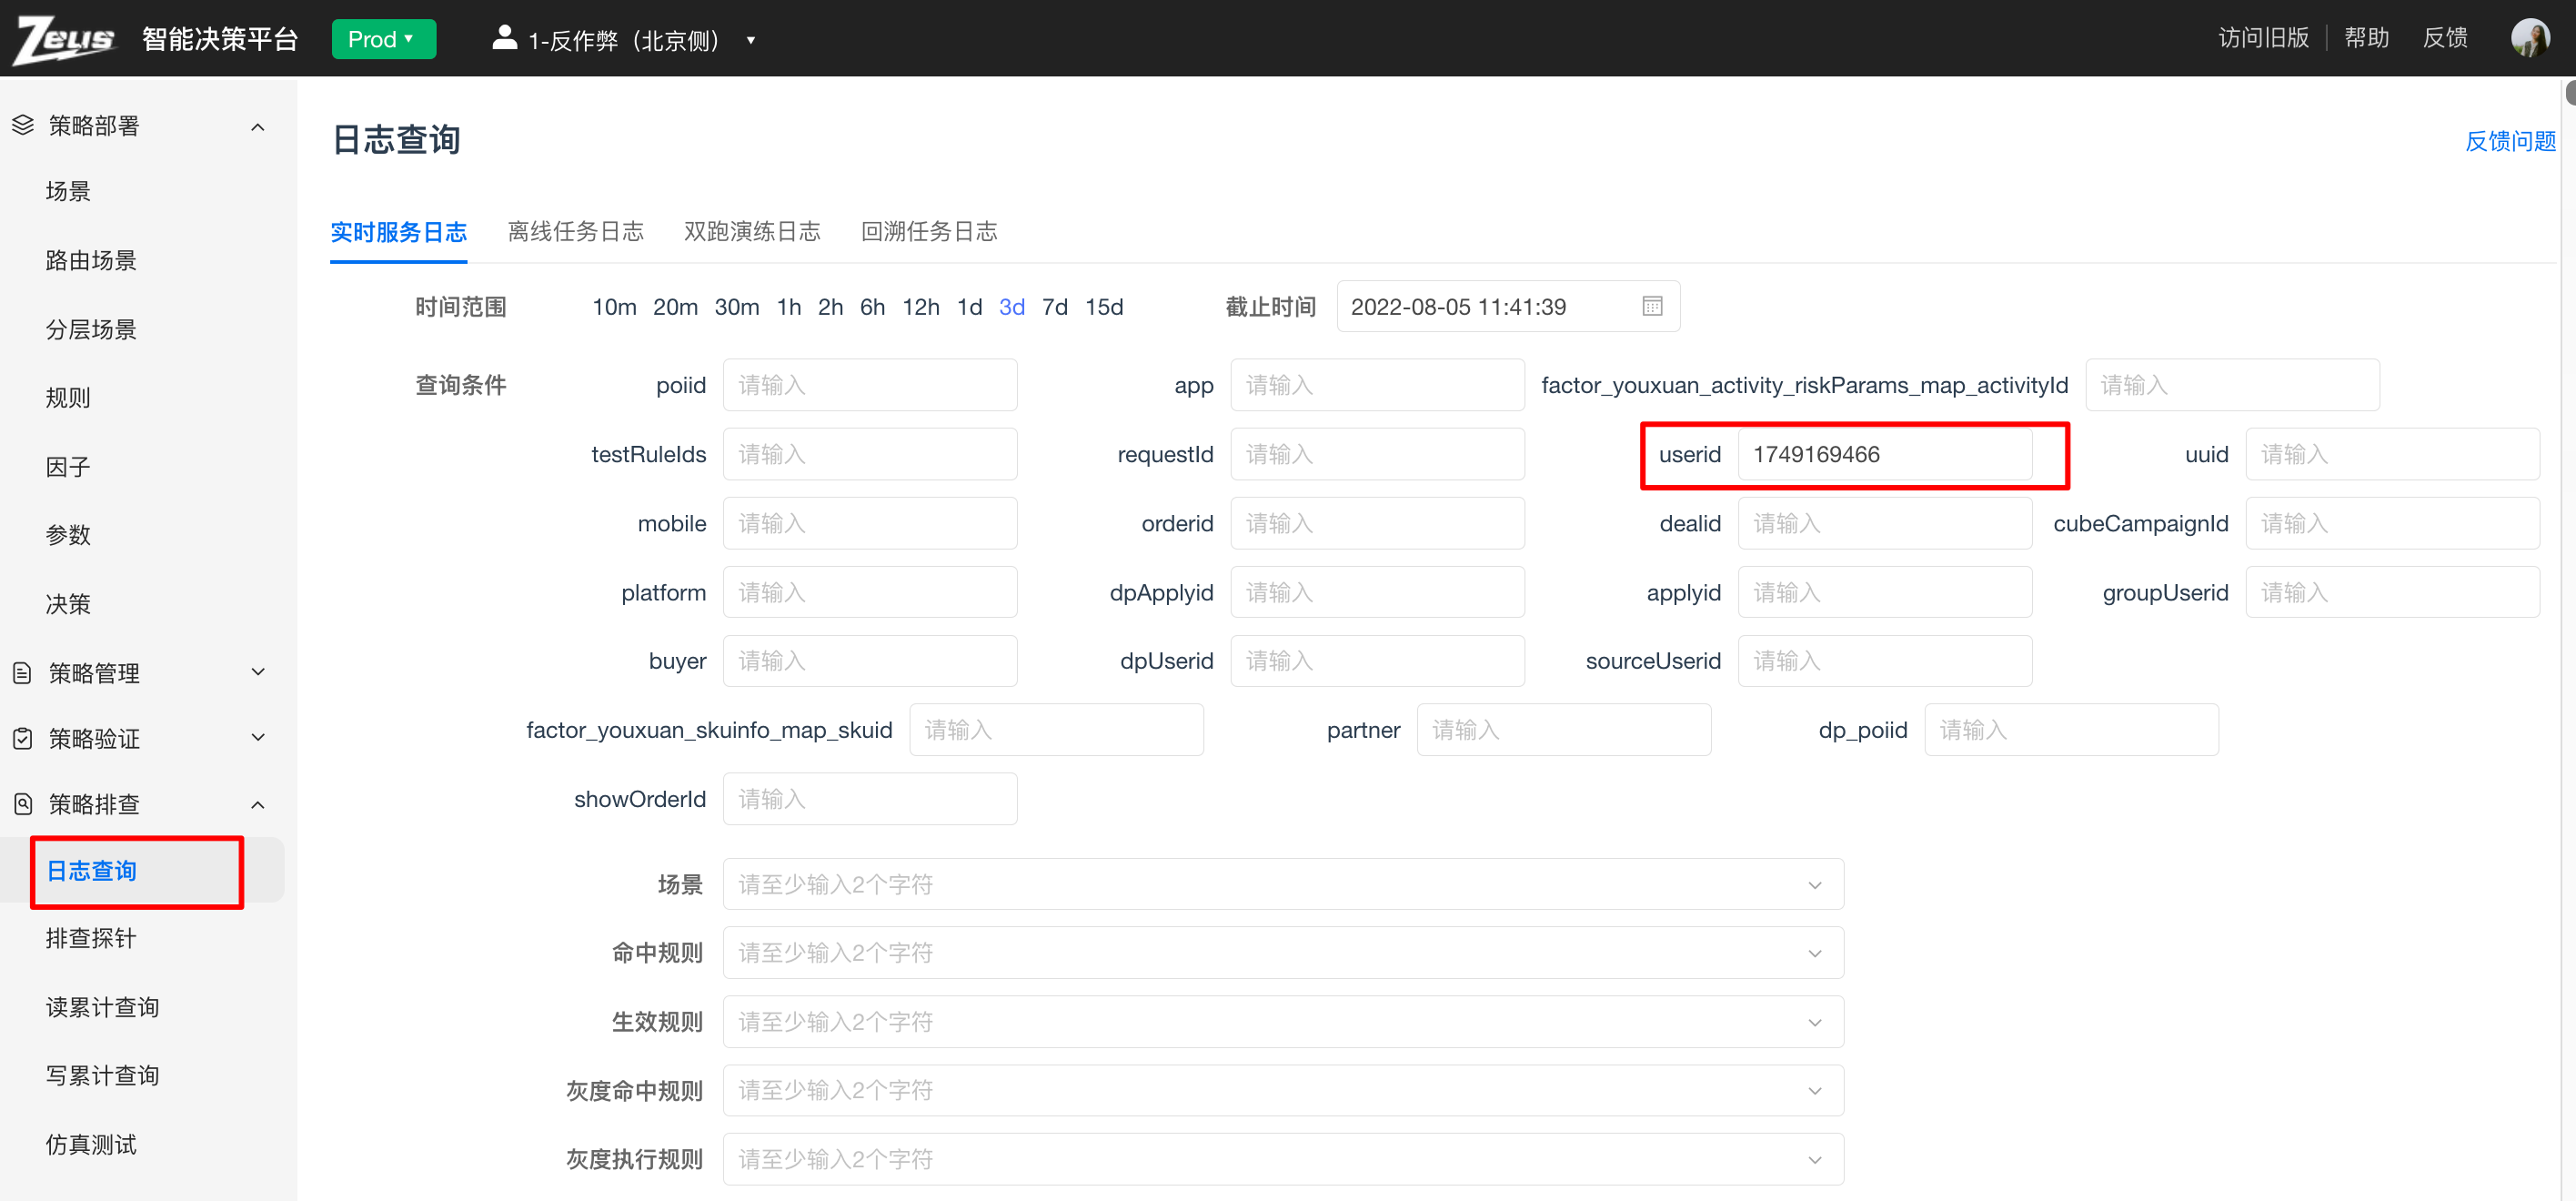 Zeus 智能决策平台 Prod 1-反作弊（北京侧） 访问旧版 帮助 反馈
策略部署
场景
路由场景
分层场景
规则
因子
参数
决策
策略管理
策略验证
策略排查
日志查询
排查探针
读累计查询
写累计查询
仿真测试
日志查询
反馈问题
实时服务日志 离线任务日志 双跑演练日志 回溯任务日志
时间范围 10m 20m 30m 1h 2h 6h 12h 1d 3d 7d 15d 截止时间 2022-08-05 11:41:39
查询条件 poiid 请输入 app 请输入 factor_youxuan_activity_riskParams_map_activityId 请输入
testRuleIds 请输入 requestId 请输入 userid 1749169466 uuid 请输入
mobile 请输入 orderid 请输入 dealid 请输入 cubeCampaignId 请输入
platform 请输入 dpApplyid 请输入 applyid 请输入 groupUserid 请输入
buyer 请输入 dpUserid 请输入 sourceUserid 请输入
factor_youxuan_skuinfo_map_skuid 请输入 partner 请输入 dp_poiid 请输入
showOrderId 请输入
场景 请至少输入2个字符
命中规则 请至少输入2个字符
生效规则 请至少输入2个字符
灰度命中规则 请至少输入2个字符
灰度执行规则 请至少输入2个字符